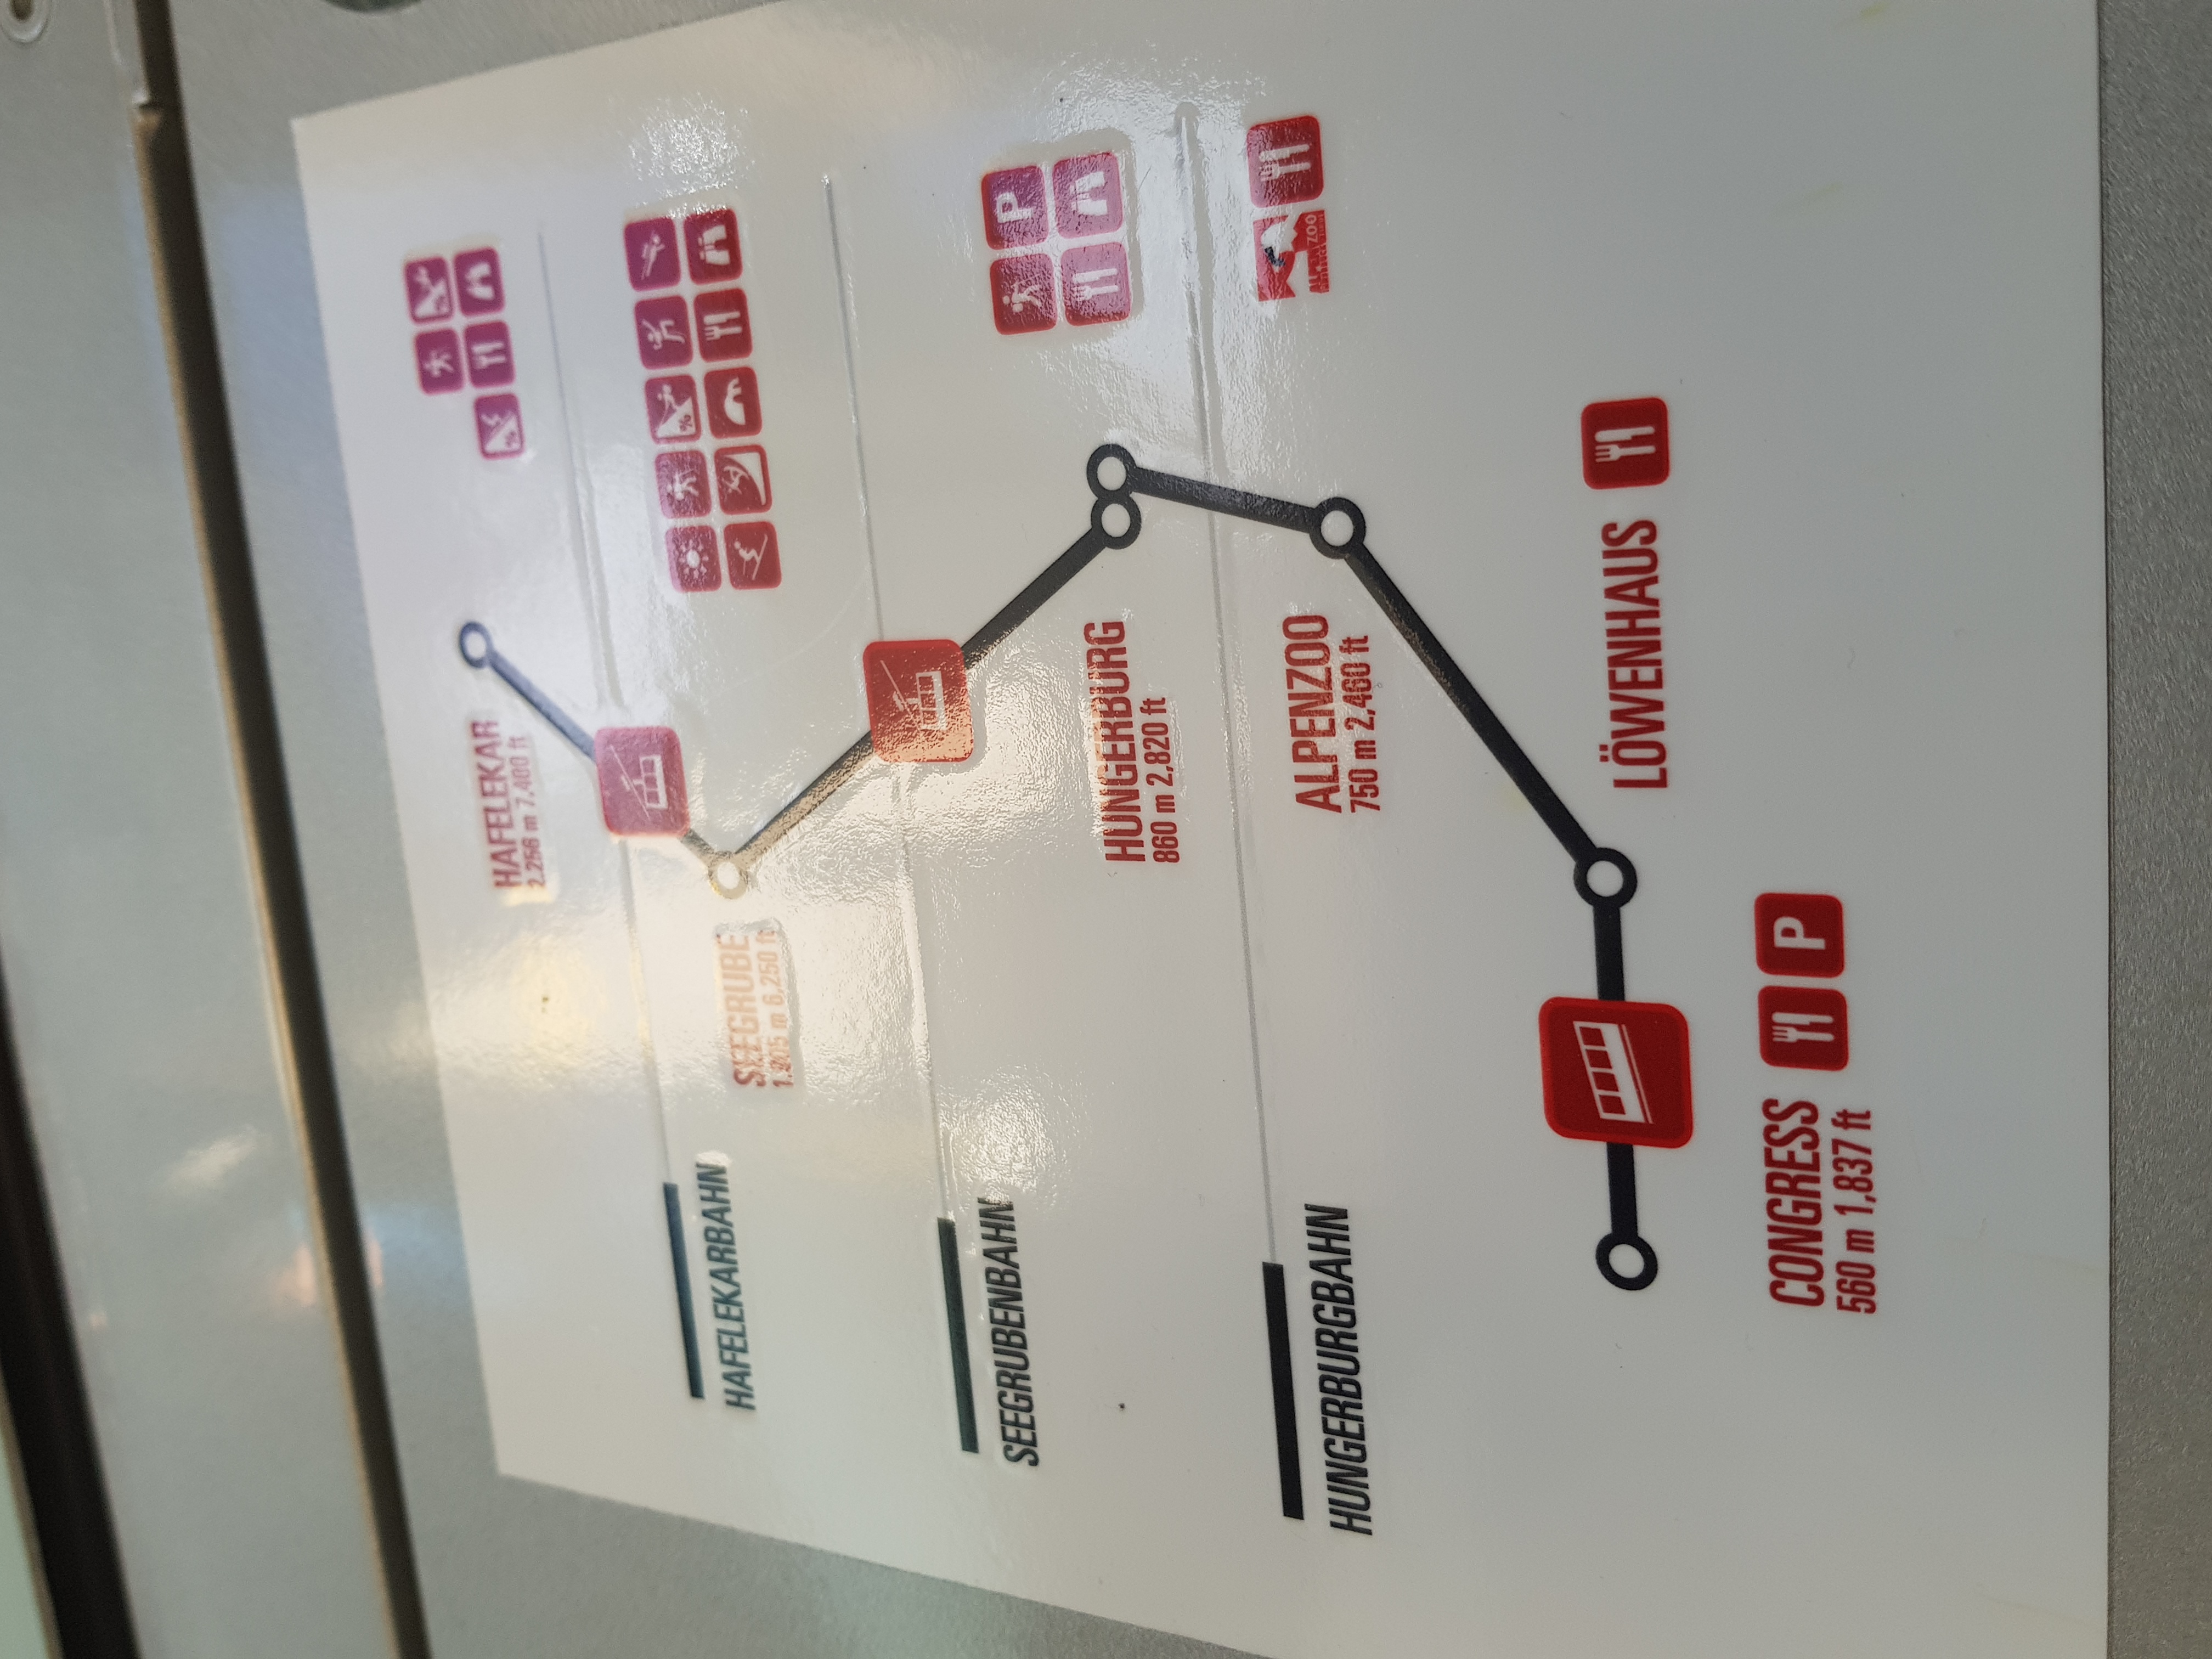 HAFELEKAR
2.256 m 7,400 ft
HAFELEKARBAHN
SEEGRUBE
1.905 m 6,250 ft
SEEGRUBENBAHN
P
HUNGERBURG
860 m 2,820 ft
HUNGERBURGBAHN
ALPENZOO
750 m 2,460 ft
ALPENZOO
LÖWENHAUS
CONGRESS
560 m 1,837 ft
P